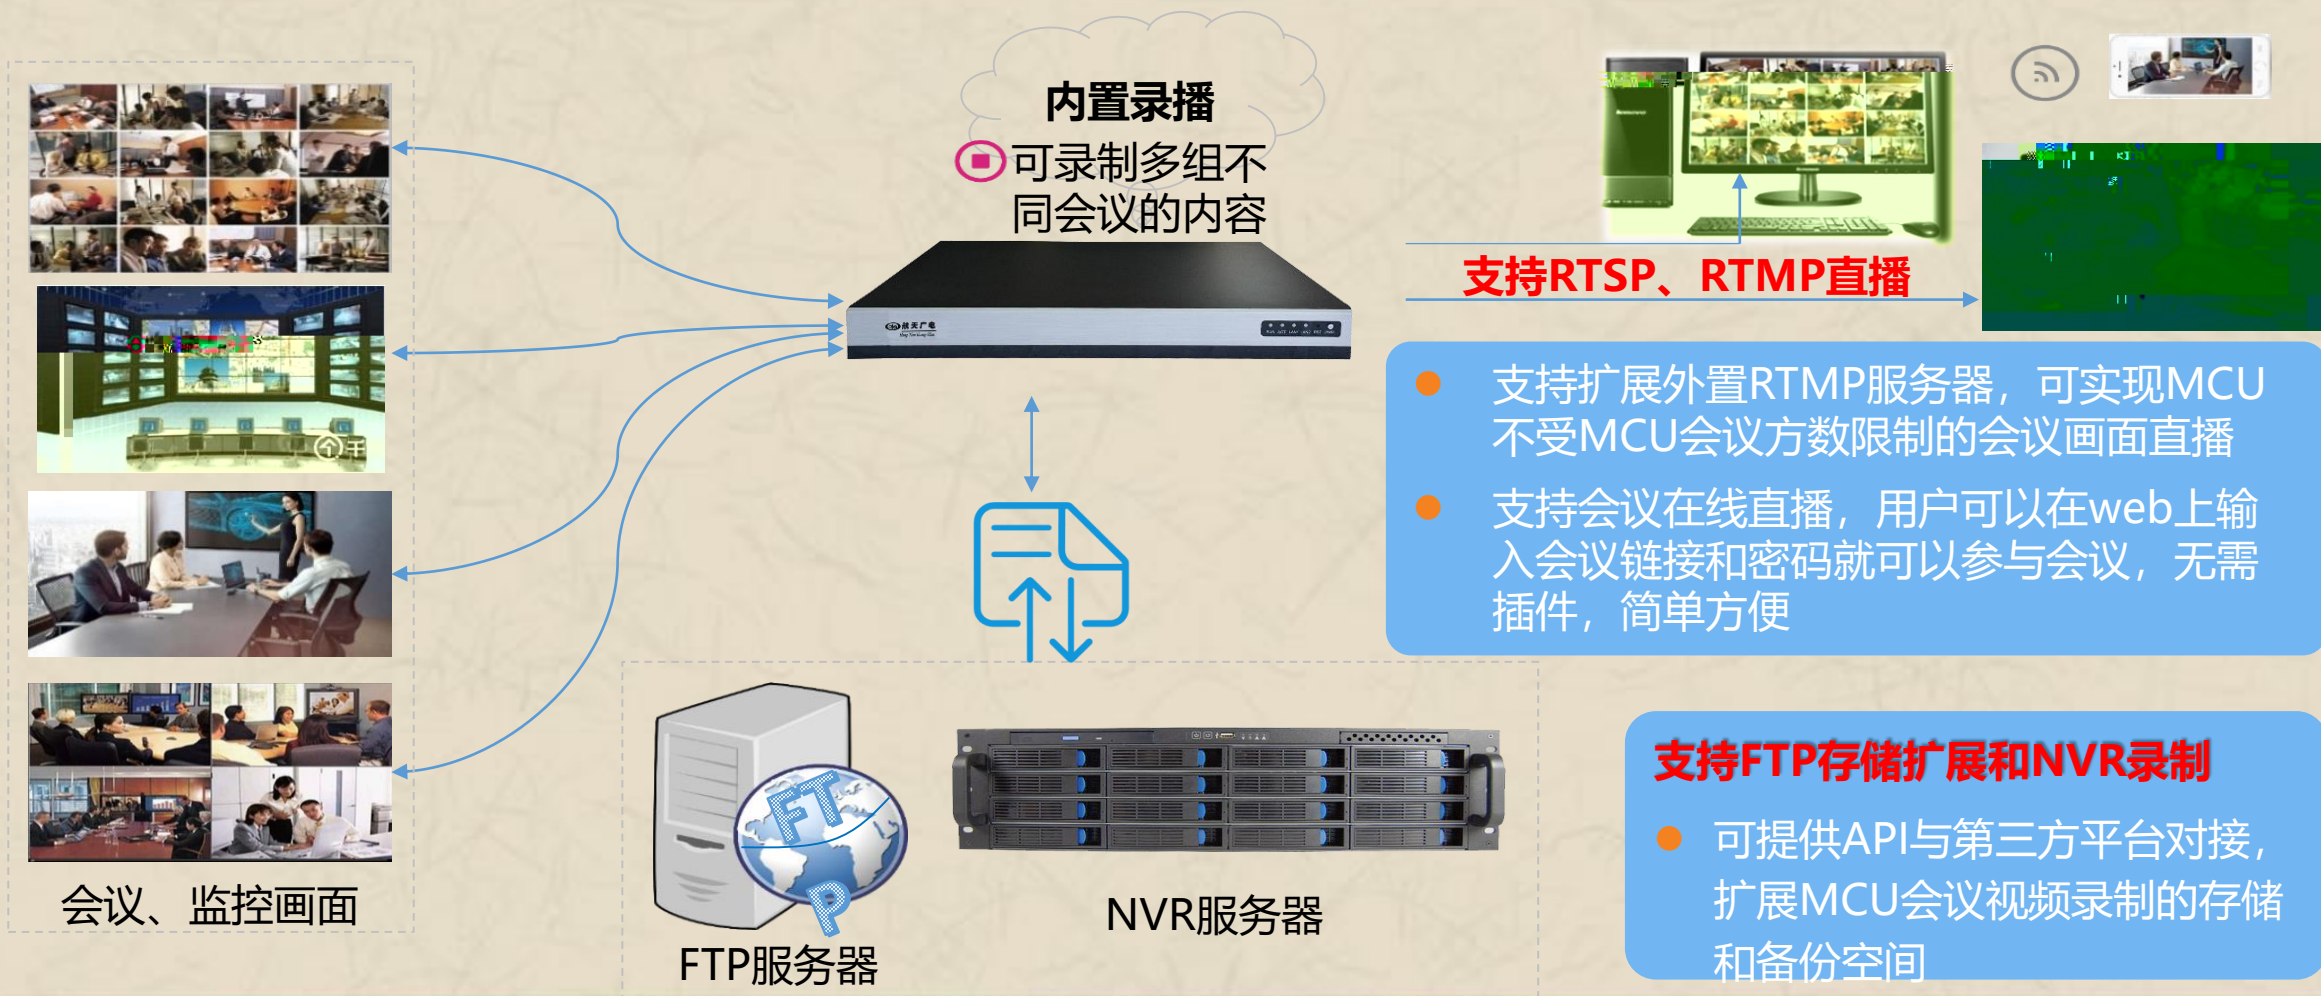 内置录播
可录制多组不
同会议的内容
航天广电
支持RTSP、RTMP直播
支持扩展外置RTMP服务器，可实现MCU
不受MCU会议方数限制的会议画面直播
支持会议在线直播，用户可以在web上输
入会议链接和密码就可以参与会议，无需
插件，简单方便
会议、监控画面
FTP
FTP服务器
NVR服务器
支持FTP存储扩展和NVR录制
可提供API与第三方平台对接，
扩展MCU会议视频录制的存储
和备份空间